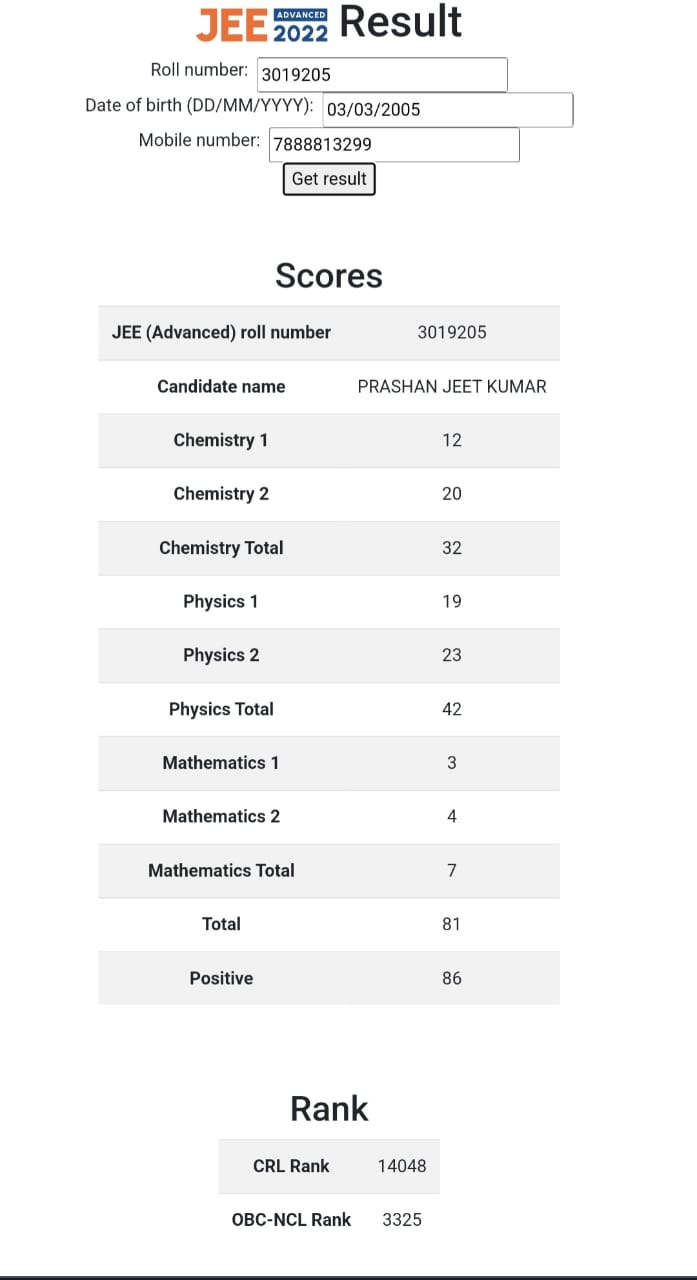 JEE ADVANCED 2022 Result
Roll number: 3019205
Date of birth (DD/MM/YYYY): 03/03/2005
Mobile number: 7888813299
Get result
Scores
JEE (Advanced) roll number 3019205
Candidate name PRASHAN JEET KUMAR
Chemistry 1 12
Chemistry 2 20
Chemistry Total 32
Physics 1 19
Physics 2 23
Physics Total 42
Mathematics 1 3
Mathematics 2 4
Mathematics Total 7
Total 81
Positive 86
Rank
CRL Rank 14048
OBC-NCL Rank 3325